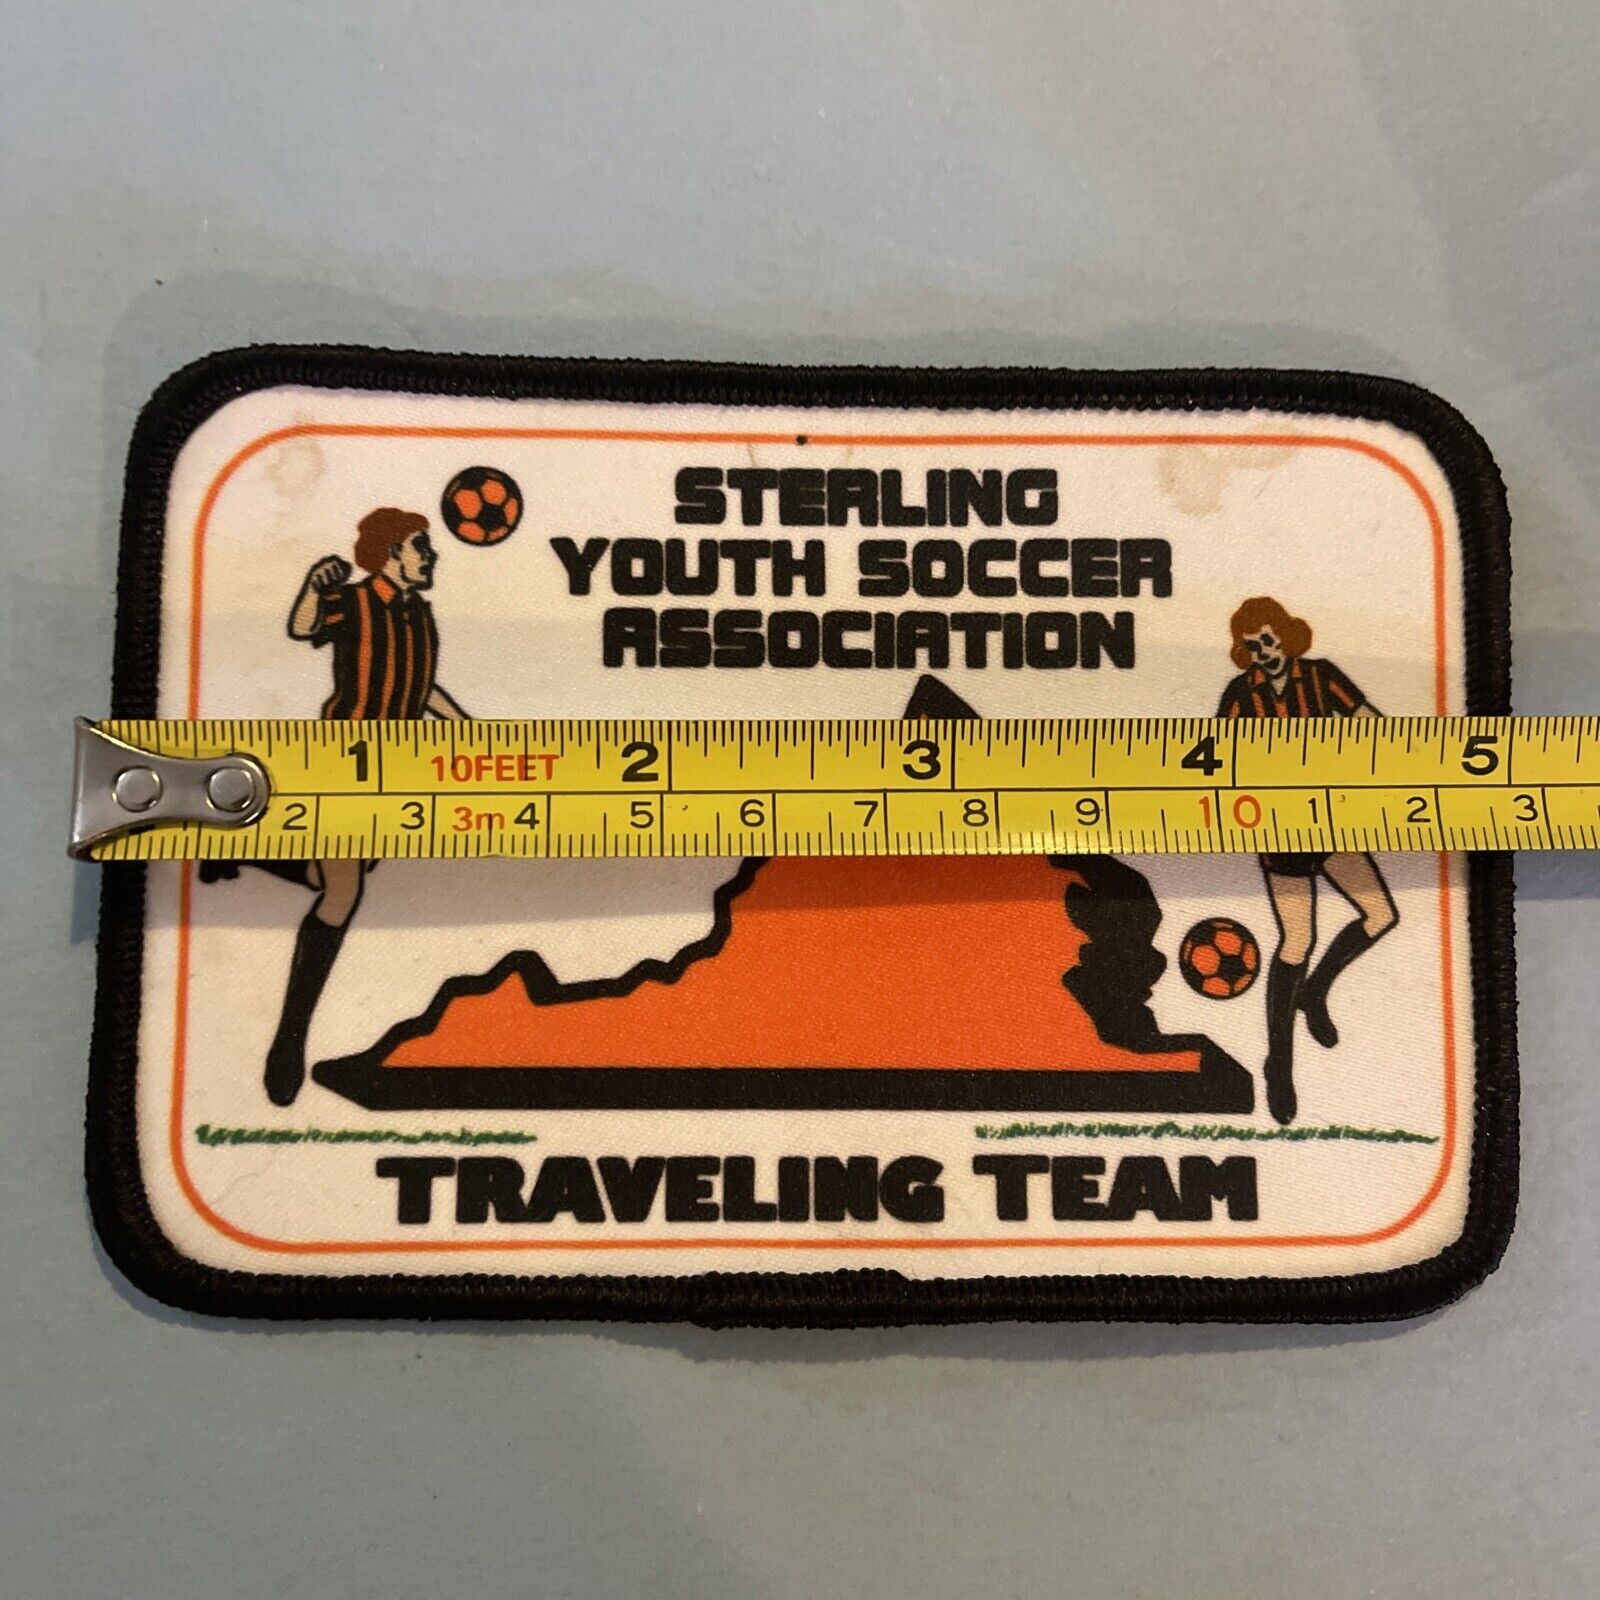 STERLING
YOUTH SOCCER
ASSOCIATION
1 10FEET 2 3 4 5
2 3 3m 4 5 6 7 8 9 10 1 2 3
TRAVELING TEAM